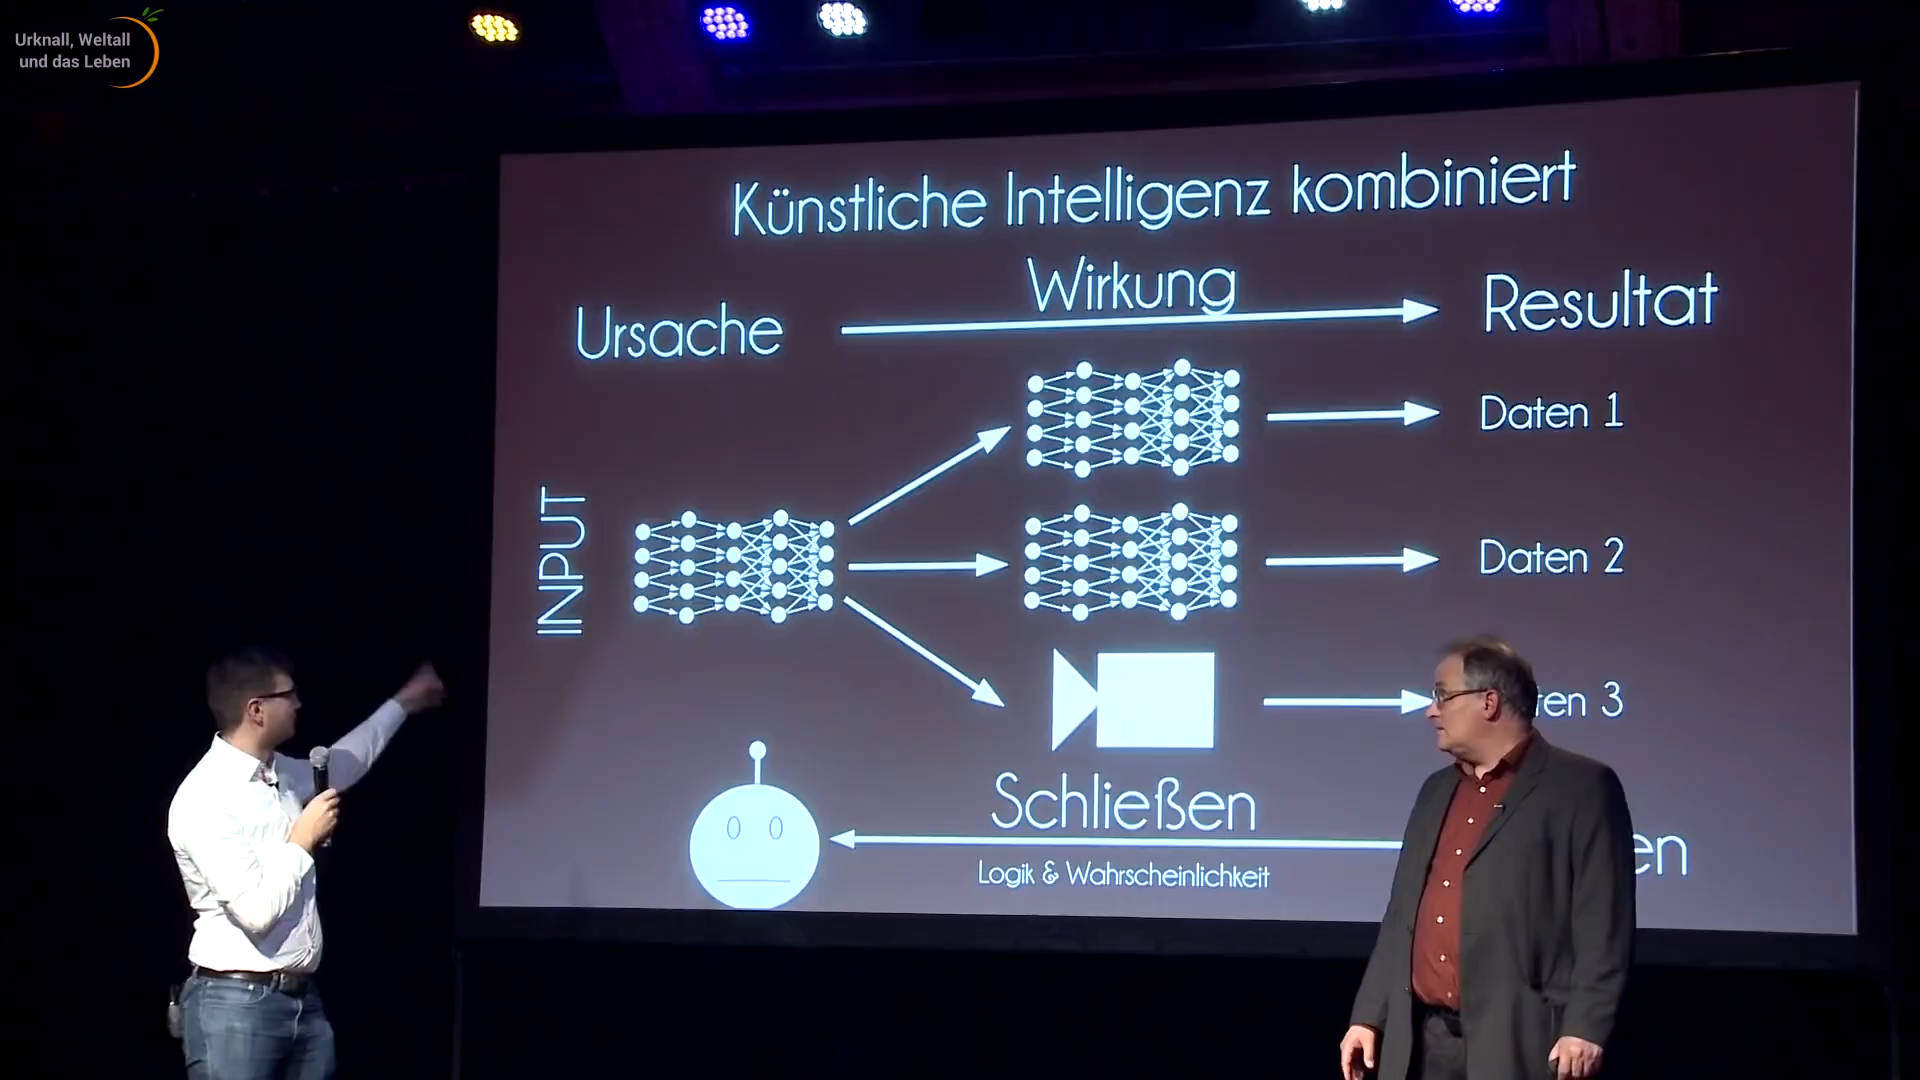 Urknall, Weltall
und das Leben
Künstliche Intelligenz kombiniert
Ursache
Wirkung
Resultat
INPUT
Daten 1
Daten 2
3
Schließen
Logik & Wahrscheinlichkeit